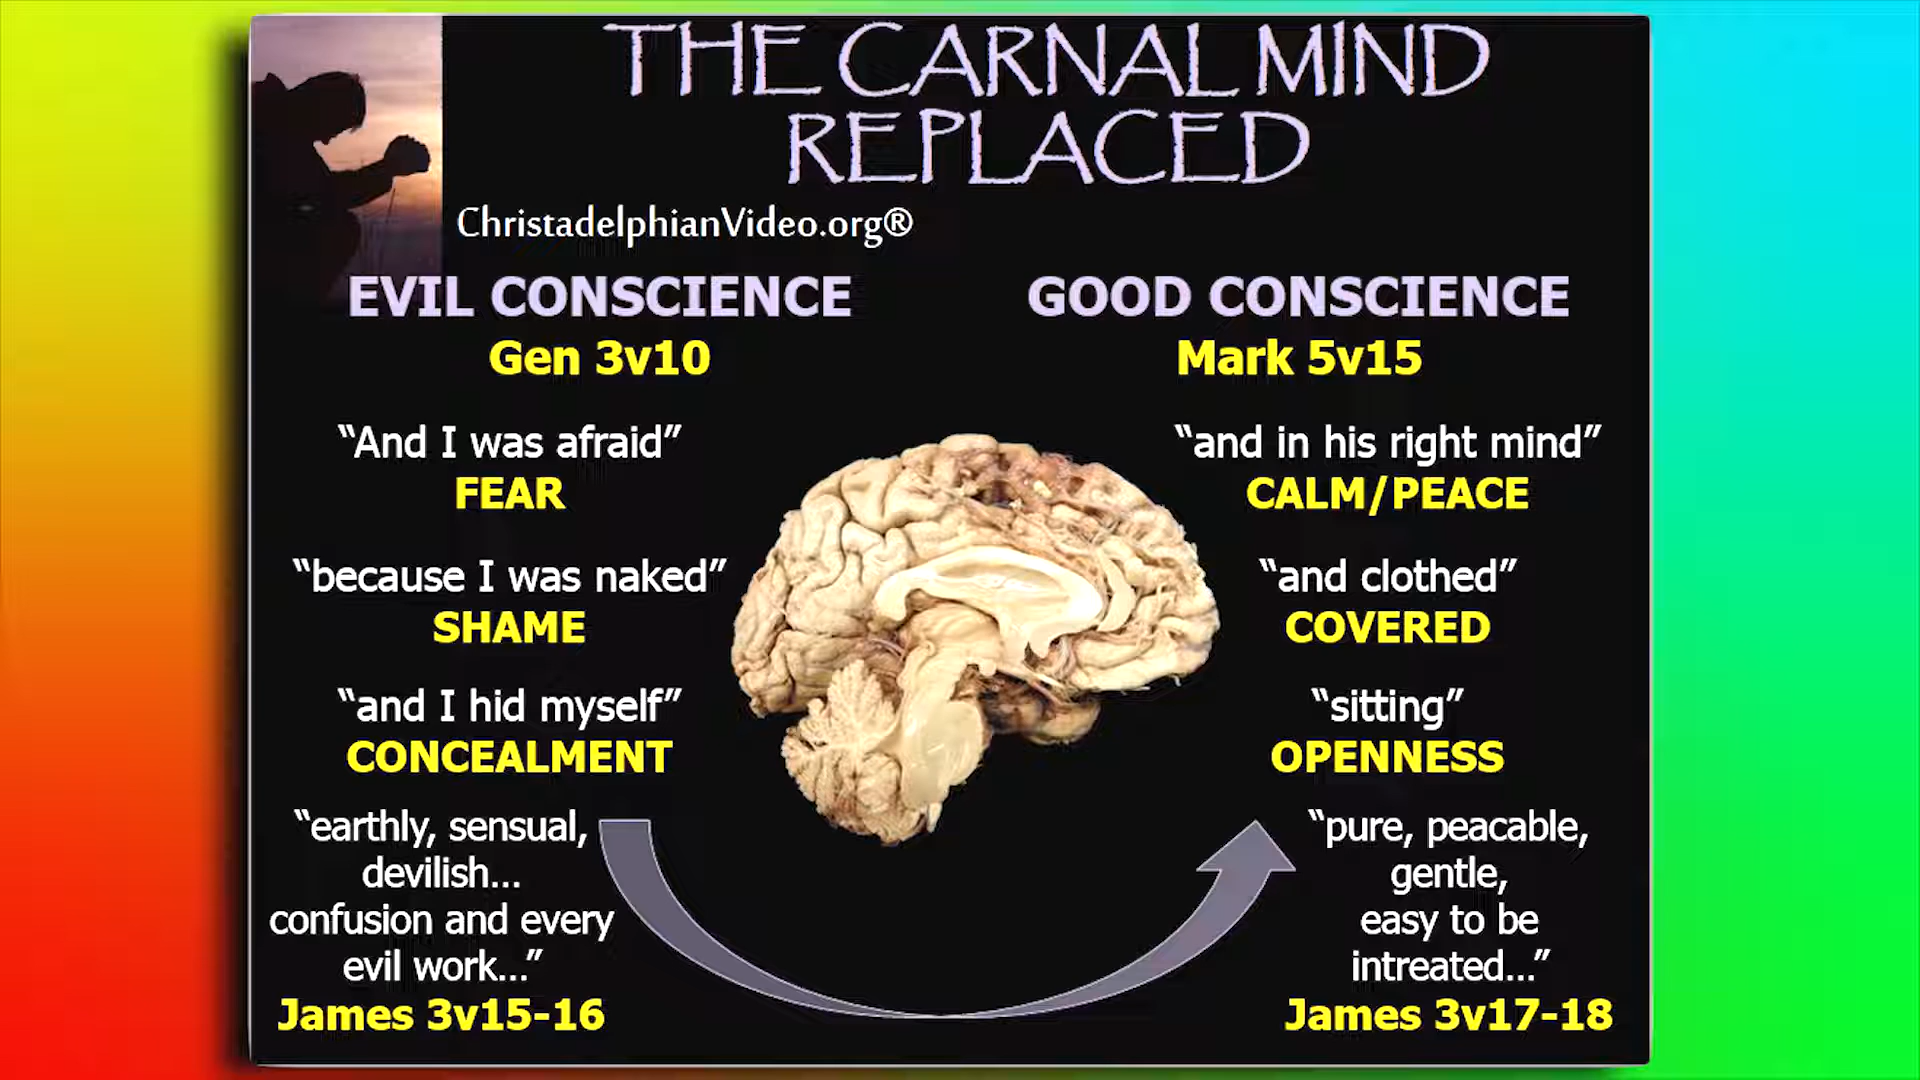 THE CARNAL MIND
REPLACED
ChristadelphianVideo.org®
EVIL CONSCIENCE
Gen 3v10
“And I was afraid”
FEAR
“because I was naked”
SHAME
“and I hid myself”
CONCEALMENT
“earthly, sensual,
devilish...
confusion and every
evil work...”
James 3v15-16
GOOD CONSCIENCE
Mark 5v15
“and in his right mind”
CALM/PEACE
“and clothed”
COVERED
“sitting”
OPENNESS
“pure, peacable,
gentle,
easy to be
intreated...”
James 3v17-18